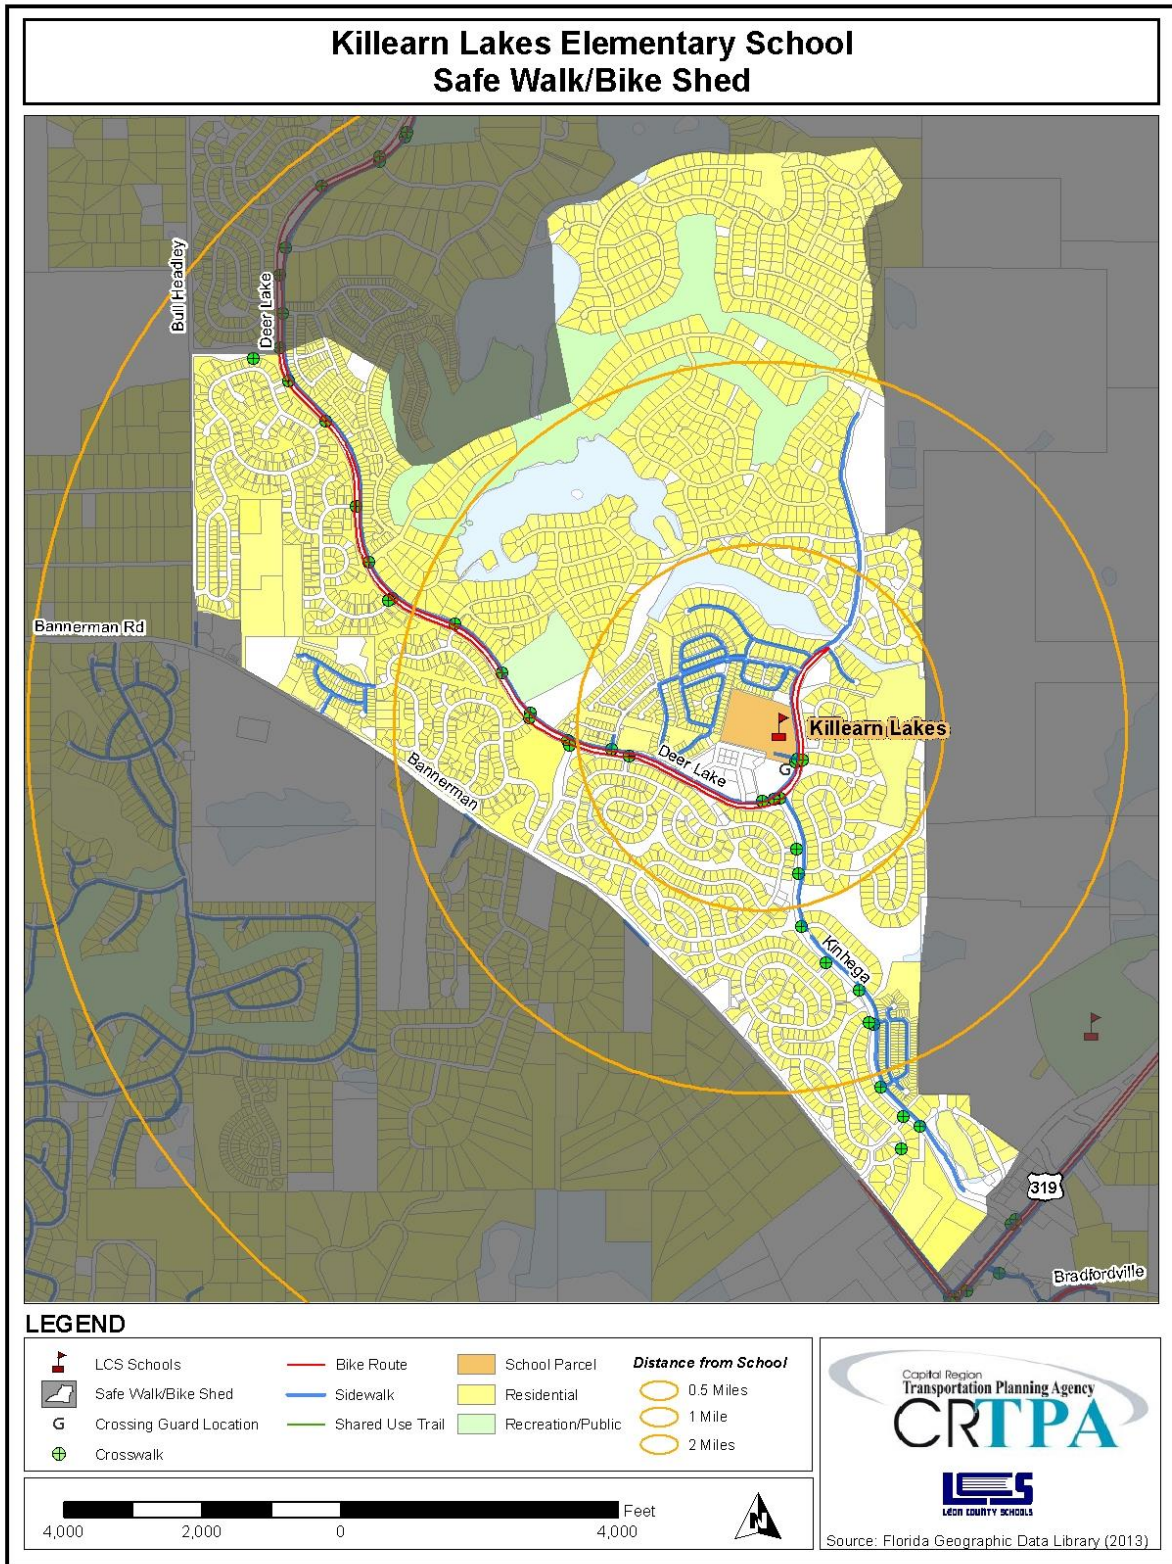 Killearn Lakes Elementary School
Safe Walk/Bike Shed
Bull Headley
Deer Lake
Bannerman Rd
Killearn Lakes
Deer Lake
G
Bannerman
Kinhega
319
Bradfordville
LEGEND
LCS Schools
Safe Walk/Bike Shed
G Crossing Guard Location
Crosswalk
Bike Route
Sidewalk
Shared Use Trail
School Parcel
Residential
Recreation/Public
Distance from School
0.5 Miles
1 Mile
2 Miles
Feet
4,000 2,000 0 4,000
N
Capital Region
Transportation Planning Agency
CRTPA
LCS
LEON COUNTY SCHOOLS
Source: Florida Geographic Data Library (2013)